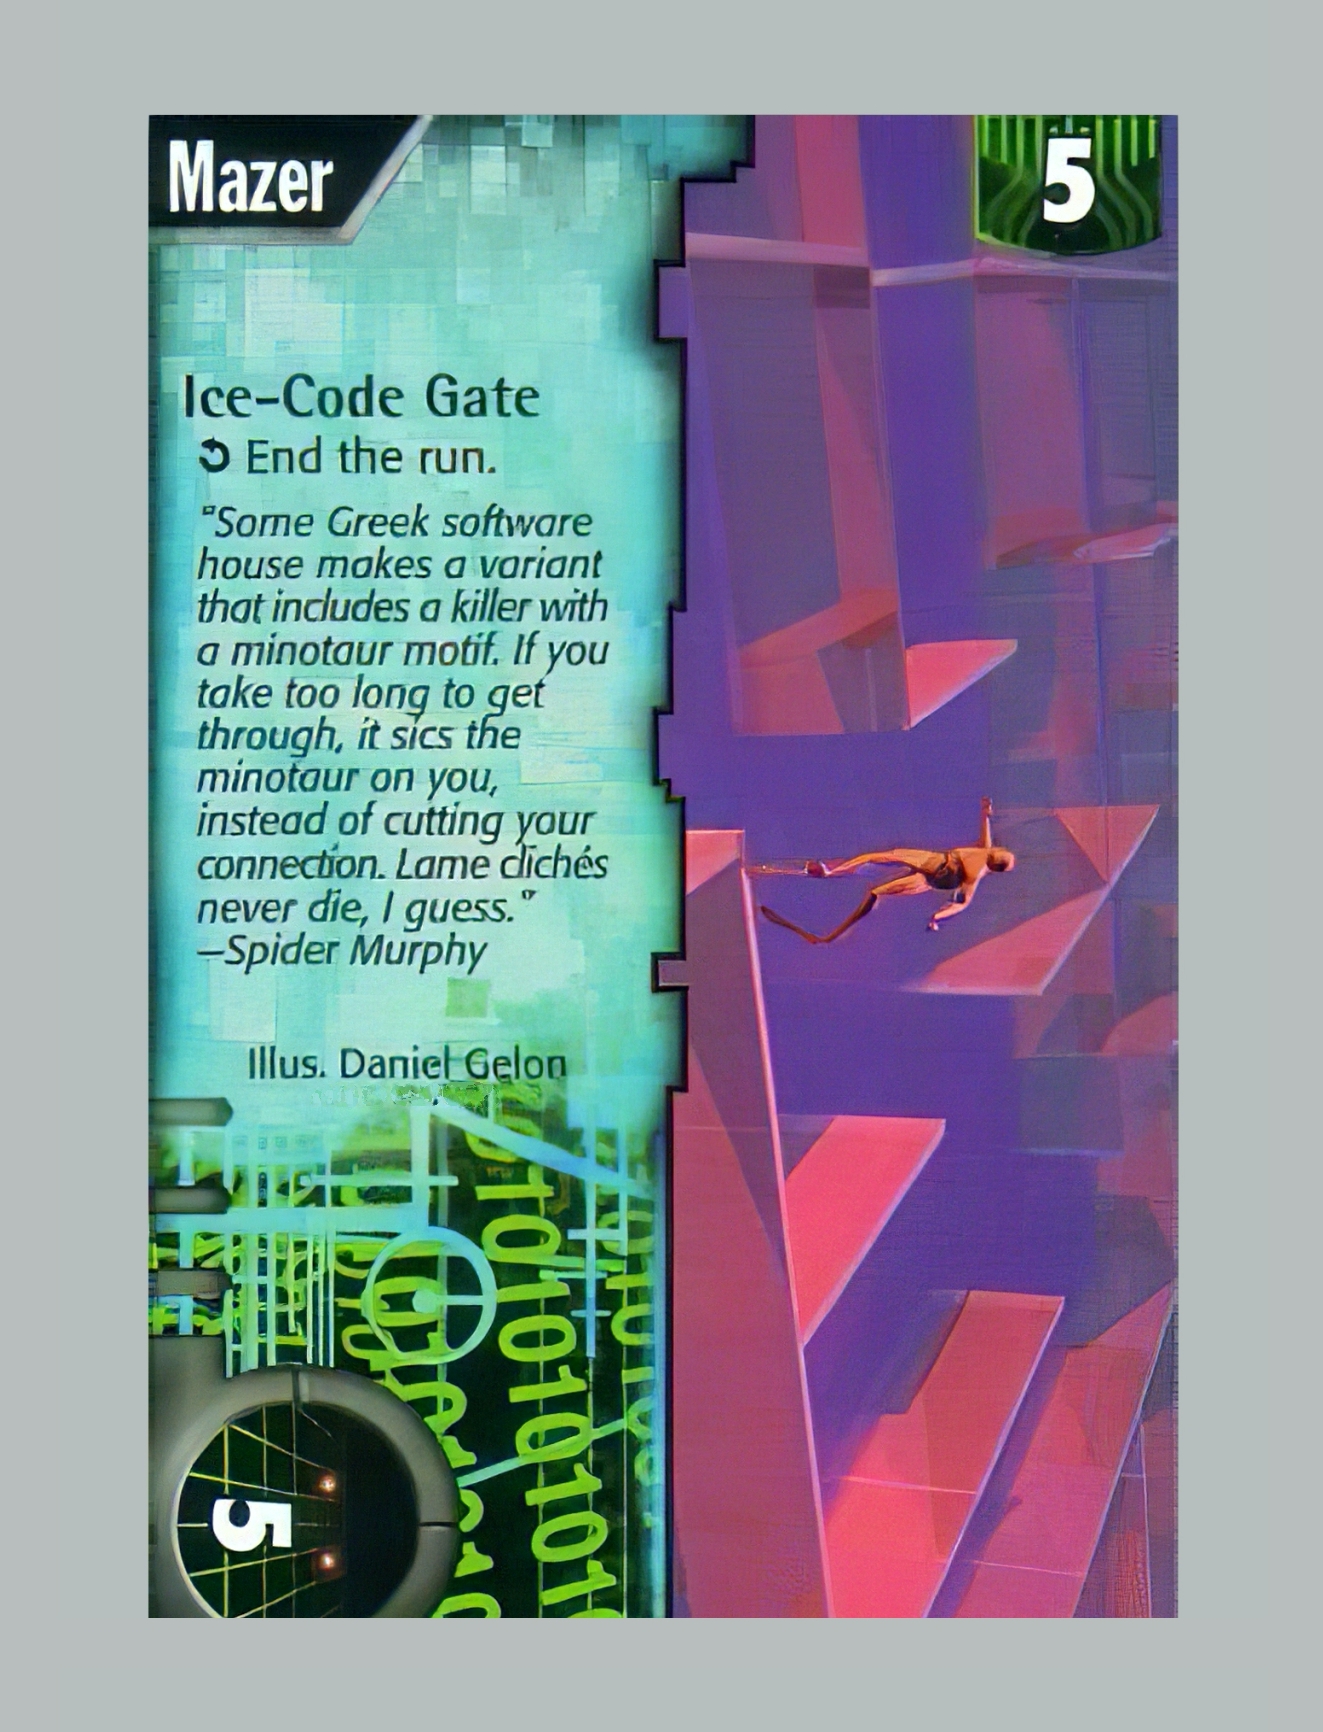 Mazer
5
Ice-Code Gate
End the run.
"Some Greek software
house makes a variant
that includes a killer with
a minotaur motif. If you
take too long to get
through, it sics the
minotaur on you,
instead of cutting your
connection. Lame clichés
never die, I guess."
—Spider Murphy
Illus. Daniel Gelon
5